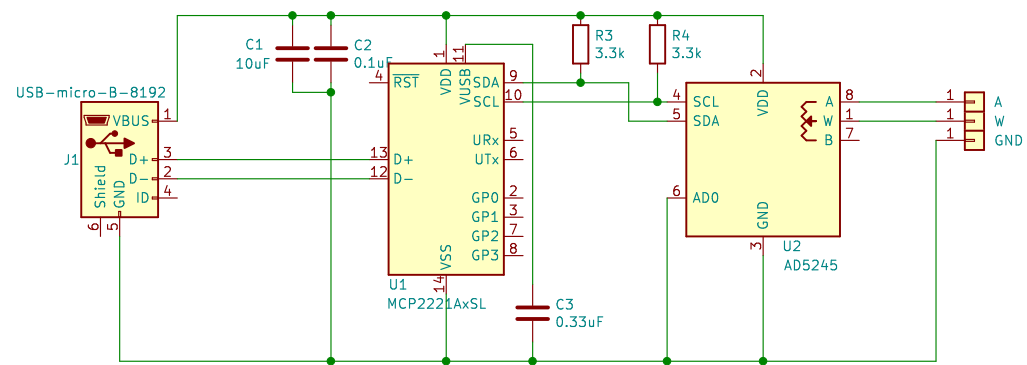 C1
10uF
C2
0.1uF
R3
3.3k
R4
3.3k
USB-micro-B-8192
J1
VBUS 1
D+ 3
D- 2
ID 4
Shield 6
GND 5
1 VDD
11 VUSB
4 RST
SDA 9
SCL 10
URx 5
UTx 6
13 D+
12 D-
GP0 2
GP1 3
GP2 7
GP3 8
VSS 14
U1
MCP2221AxSL
C3
0.33uF
2 VDD
4 SCL
5 SDA
6 AD0
A 8
W 1
B 7
GND 3
U2
AD5245
1 A
1 W
1 GND